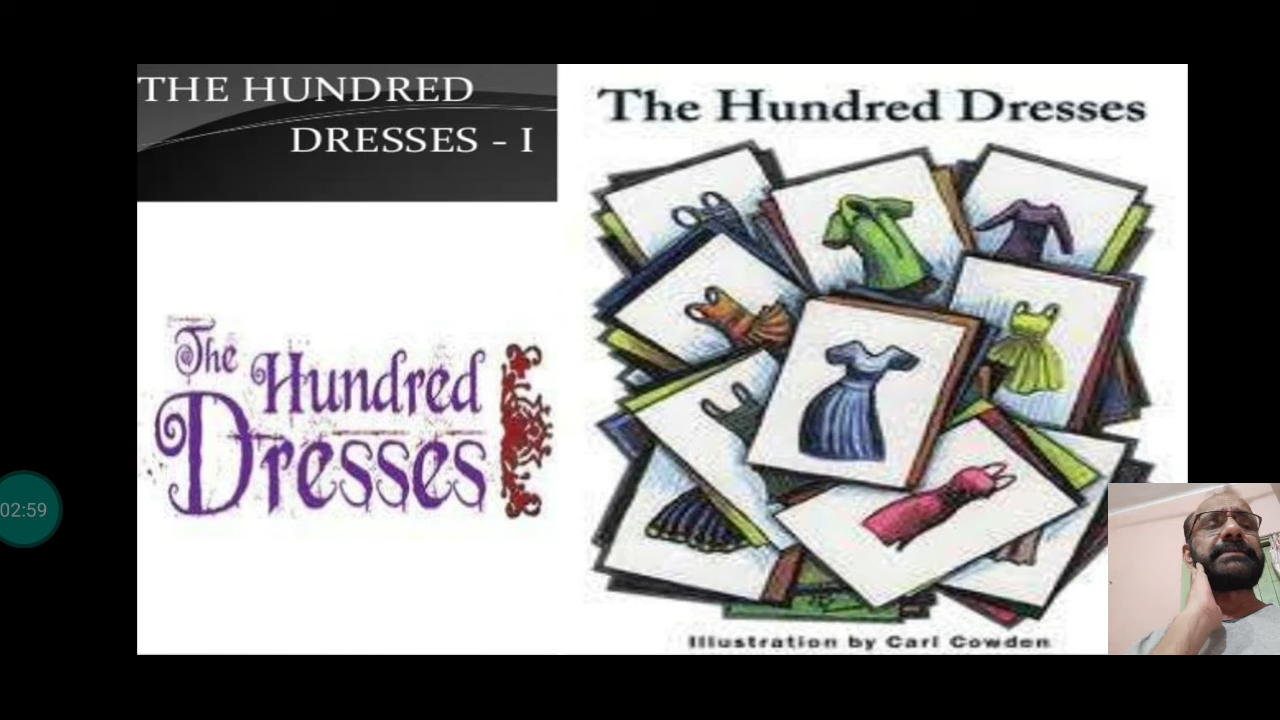 THE HUNDRED
DRESSES - I
The Hundred Dresses
The
Hundred
Dresses
Illustration by Carl Cowden
02:59